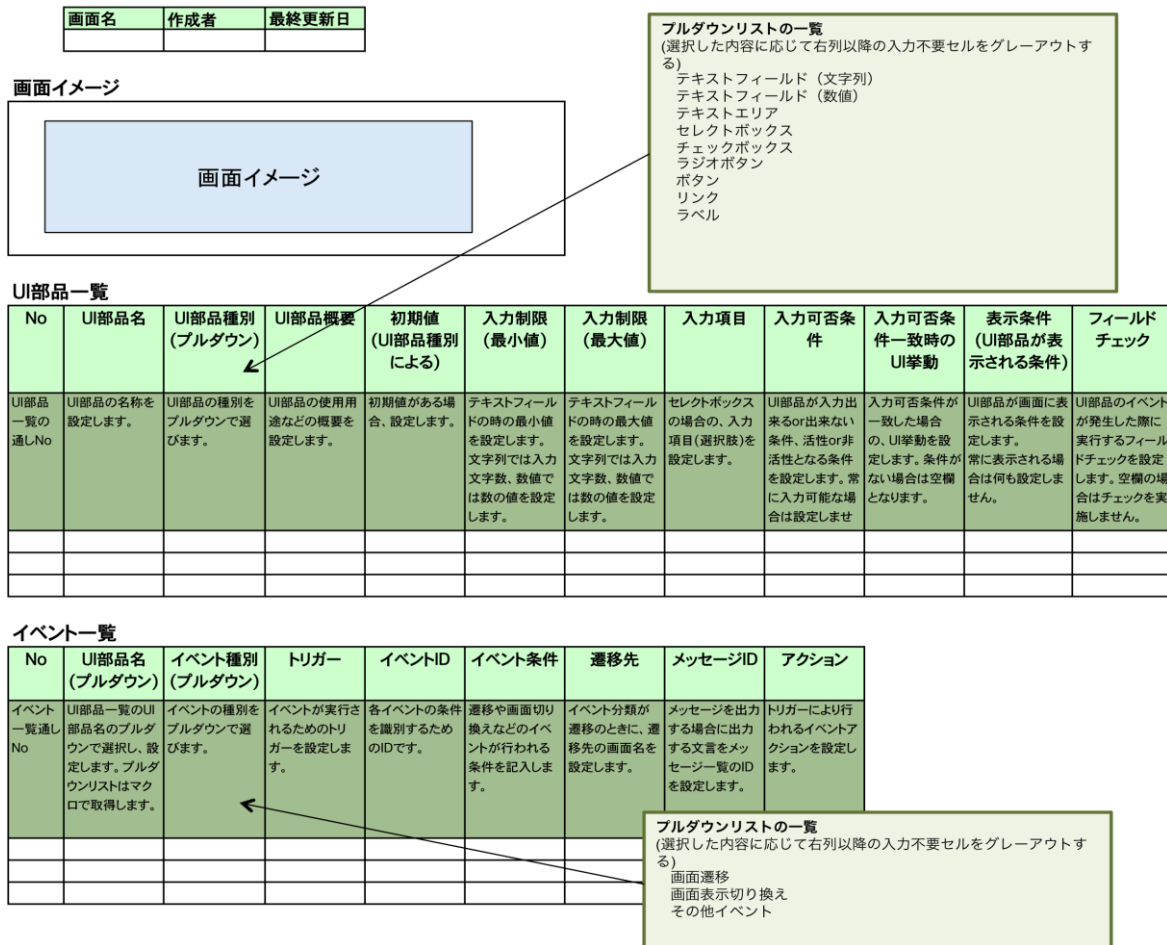 画面名 作成者 最終更新日
プルダウンリストの一覧
(選択した内容に応じて右列以降の入力不要セルをグレーアウトす
る)
テキストフィールド（文字列）
テキストフィールド（数値）
テキストエリア
セレクトボックス
チェックボックス
ラジオボタン
ボタン
リンク
ラベル
画面イメージ
画面イメージ
UI部品一覧
No
UI部品名
UI部品種別
(プルダウン)
UI部品概要
初期値
(UI部品種別
による)
入力制限
(最小値)
入力制限
(最大値)
入力項目
入力可否条
件
入力可否条
件一致時の
UI挙動
表示条件
(UI部品が表
示される条件)
フィールド
チェック
UI部品
一覧の
通しNo
UI部品の名称を
設定します。
UI部品の種別を
プルダウンで選
びます。
UI部品の使用用
途などの概要を
設定します。
初期値がある場
合、設定します。
テキストフィール
ドの時の最小値
を設定します。
文字列では入力
文字数、数値で
は数の値を設定
します。
テキストフィール
ドの時の最大値
を設定します。
文字列では入力
文字数、数値で
は数の値を設定
します。
セレクトボックス
の場合の、入力
項目(選択肢)を
設定します。
UI部品が入力出
来るor出来ない
条件、活性or非
活性となる条件
を設定します。常
に入力可能な場
合は設定しませ
入力可否条件が
一致した場合
の、UI挙動を設
定します。条件が
ない場合は空欄
となります。
UI部品が画面に表
示される条件を設
定します。
常に表示される場
合は何も設定しま
せん。
UI部品のイベント
が発生した際に
実行するフィール
ドチェックを設定
します。空欄の場
合はチェックを実
施しません。
イベント一覧
No
UI部品名
(プルダウン)
イベント種別
(プルダウン)
トリガー
イベントID
イベント条件
遷移先
メッセージID
アクション
イベント
一覧通し
No
UI部品一覧のUI
部品名のプルダ
ウンで選択し、設
定します。プルダ
ウンリストはマク
ロで取得します。
イベントの種別を
プルダウンで選
びます。
イベントが実行さ
れるためのトリ
ガーを設定しま
す。
各イベントの条件
を識別するため
のIDです。
遷移や画面切り
換えなどのイベ
ントが行われる
条件を記入しま
す。
イベント分類が
遷移のときに、遷
移先の画面名を
設定します。
メッセージを出力
する場合に出力
する文言をメッ
セージ一覧のID
を設定します。
トリガーにより行
われるイベントア
クションを設定し
ます。
プルダウンリストの一覧
(選択した内容に応じて右列以降の入力不要セルをグレーアウトす
る)
画面遷移
画面表示切り換え
その他イベント